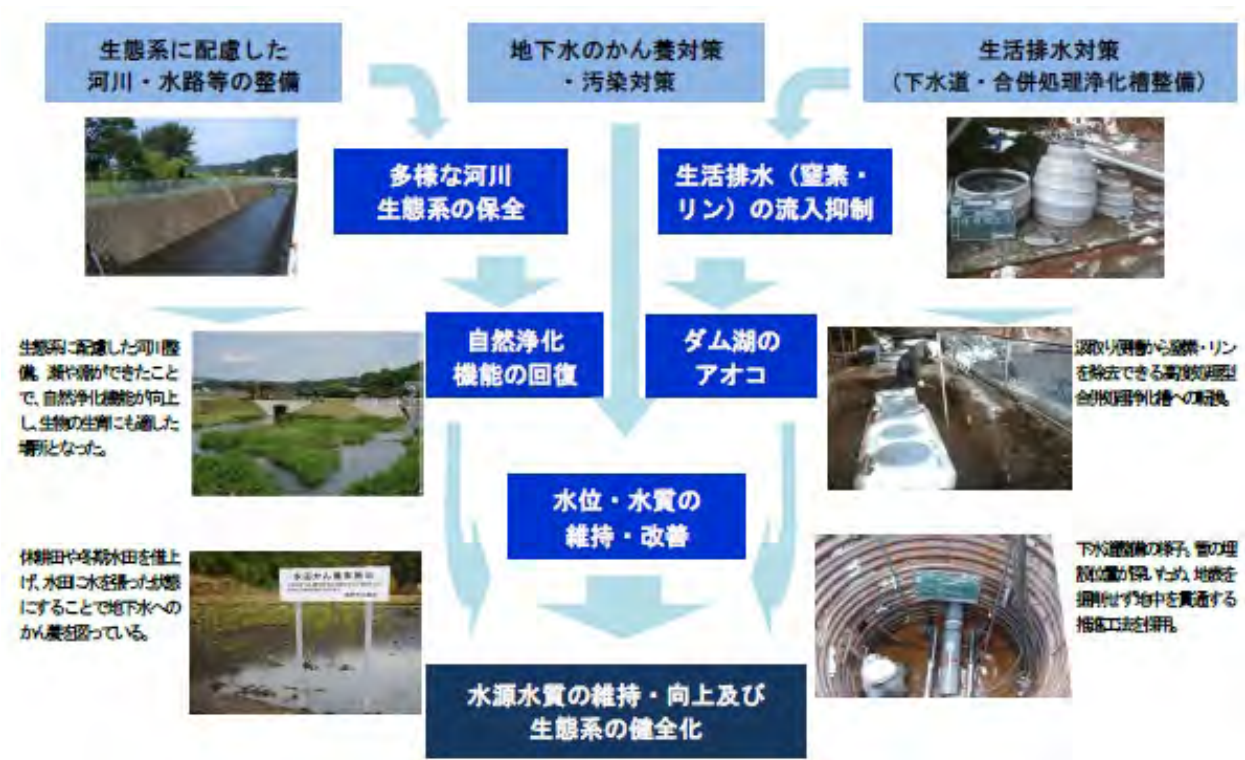 生態系に配慮した
河川・水路等の整備
地下水のかん養対策
・汚染対策
生活排水対策
(下水道・合併処理浄化槽整備)
多様な河川
生態系の保全
生活排水（窒素・
リン）の流入抑制
自然浄化
機能の回復
ダム湖の
アオコ
生態系に配慮した河川整
備。瀬や淵ができたこと
で、自然浄化機能が向上
し、生物の生育にも適した
場所となった。
汲取り便槽から窒素・リン
を除去できる高度処理型
合併処理浄化槽への転換。
水位・水質の
維持・改善
休耕田や冬期水田を借上
げ、水田に水を張った状態
にすることで地下水への
かん養を図っている。
下水道整備の様子。管の埋
設位置が深いため、地表を
掘削せず地中を貫通する
推進工法を採用。
水源水質の維持・向上及び
生態系の健全化